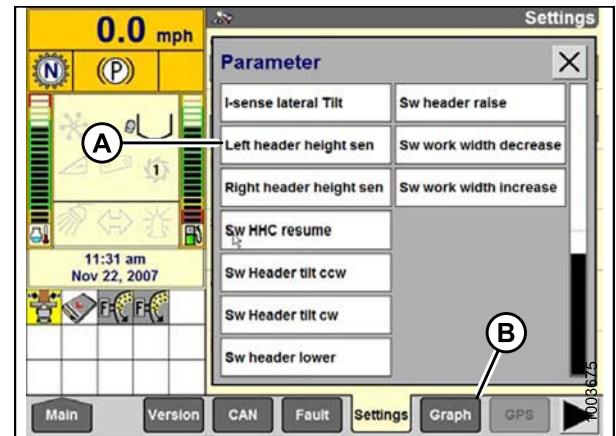 0.0 mph
Settings
N
(P)
Parameter
I-sense lateral Tilt
Sw header raise
A
Left header height sen
Sw work width decrease
1
Right header height sen
Sw work width increase
Sw HHC resume
11:31 am
Nov 22, 2007
Sw Header tilt ccw
F
F
Sw Header tilt cw
B
Sw header lower
1003675
Main
Version
CAN
Fault
Settings
Graph
GPS